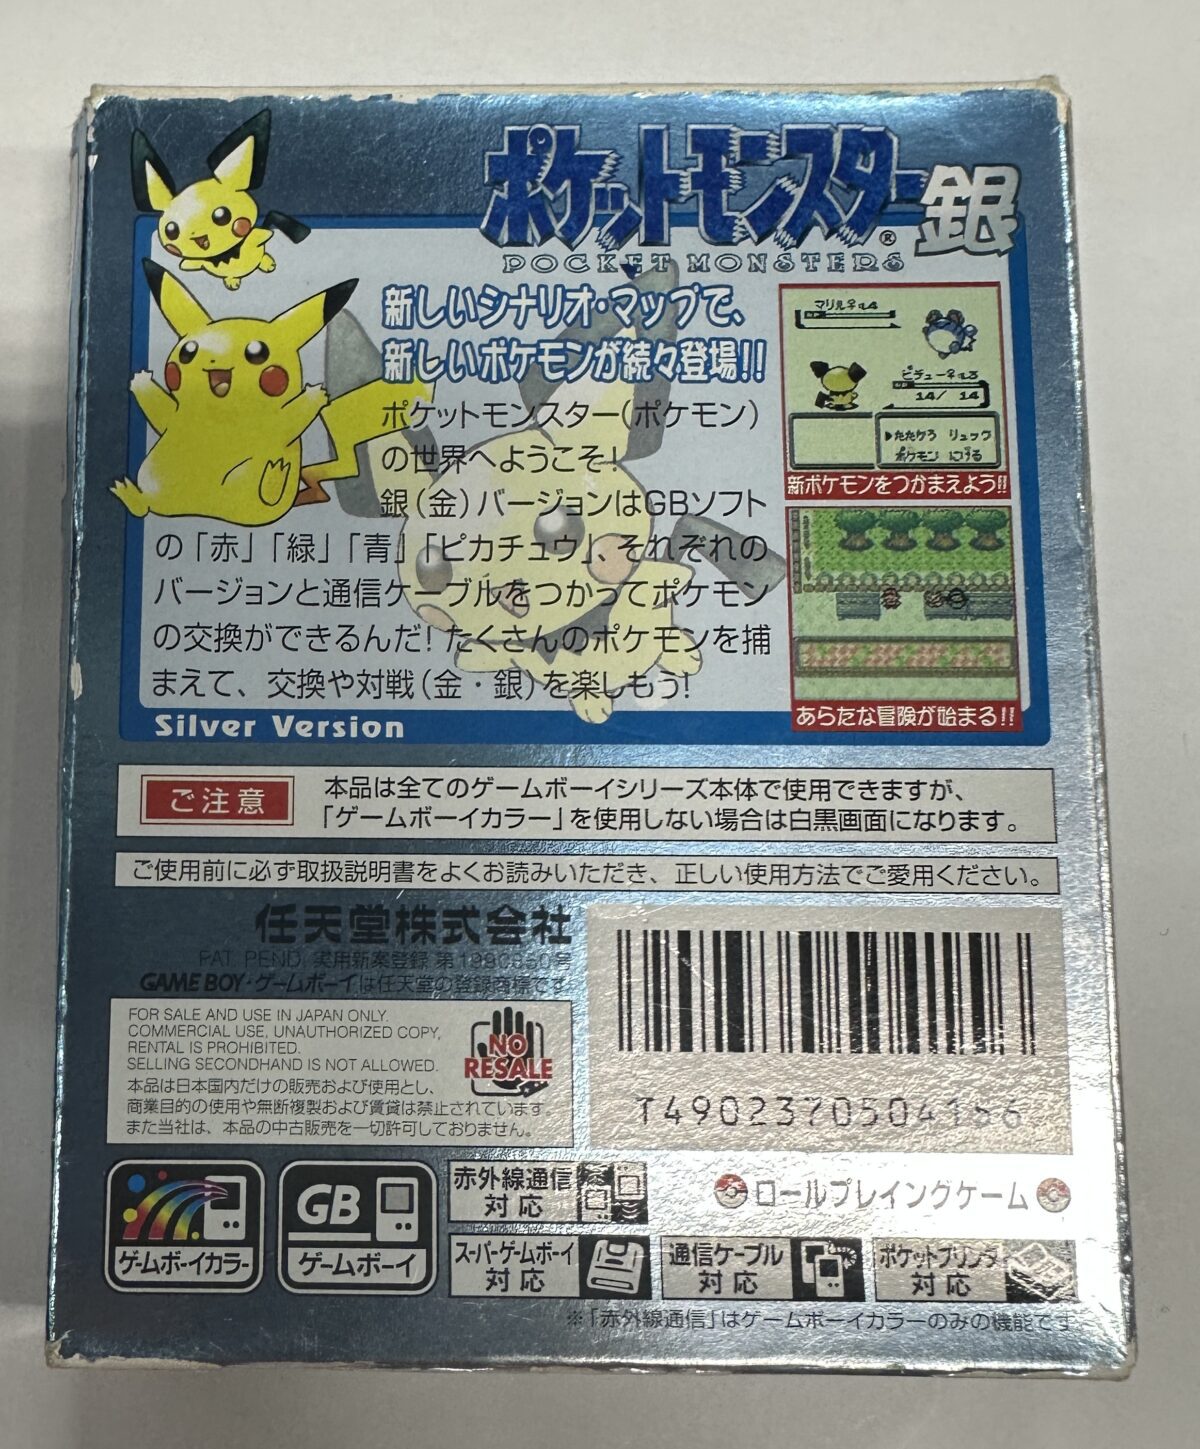 ポケットモンスター®銀
POCKET MONSTERS
新しいシナリオ・マップで、
新しいポケモンが続々登場!!
ポケットモンスター(ポケモン)
の世界へようこそ!
銀(金)バージョンはGBソフト
の「赤」「緑」「青」「ピカチュウ」、それぞれの
バージョンと通信ケーブルをつかってポケモン
の交換ができるんだ!たくさんのポケモンを捕
まえて、交換や対戦(金・銀)を楽しもう!
Silver Version
マリル♀
ピチュー♀
14/ 14
▶たたかう リュック
ポケモン にげる
新ポケモンをつかまえよう!!
あらたな冒険が始まる!!
ご注意
本品は全てのゲームボーイシリーズ本体で使用できますが、
「ゲームボーイカラー」を使用しない場合は白黒画面になります。
ご使用前に必ず取扱説明書をよくお読みいただき、正しい使用方法でご愛用ください。
任天堂株式会社
PAT. PEND. 実用新案登録
GAME BOY・ゲームボーイは任天堂の登録商標です
FOR SALE AND USE IN JAPAN ONLY.
COMMERCIAL USE, UNAUTHORIZED COPY,
RENTAL IS PROHIBITED.
SELLING SECONDHAND IS NOT ALLOWED.
本品は日本国内だけの販売および使用とし、
商業目的の使用や無断複製および賃貸は禁止されています。
また当社は、本品の中古販売を一切許可しておりません。
NO
RESALE
T4902370504156
ゲームボーイカラー
GB
ゲームボーイ
赤外線通信
対応
ロールプレイングゲーム
スーパーゲームボーイ
対応
通信ケーブル
対応
ポケットプリンタ
対応
※「赤外線通信」はゲームボーイカラーのみの機能です